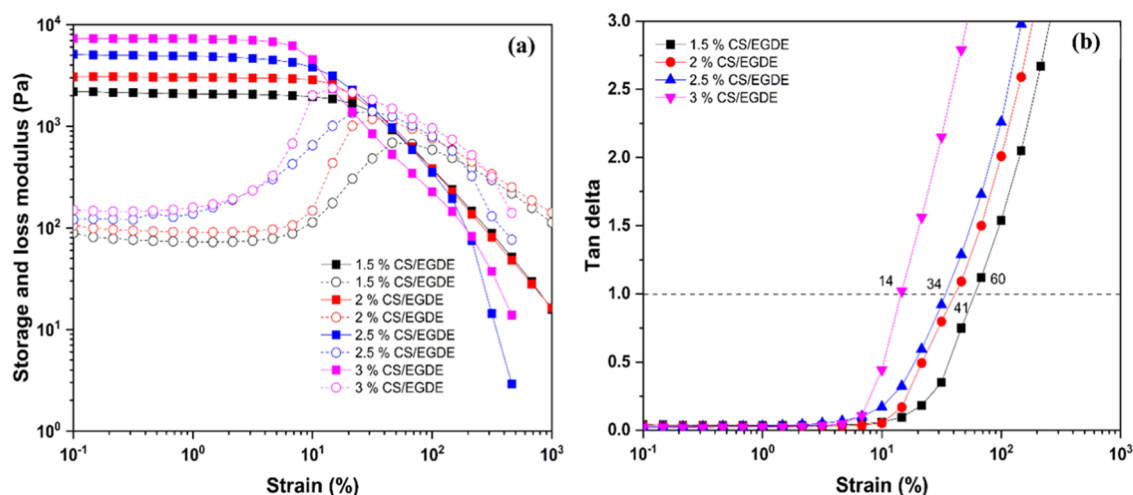 (a)
Storage and loss modulus (Pa)
10⁵
10⁴
10³
10²
10¹
10⁰
1.5 % CS/EGDE
1.5 % CS/EGDE
2 % CS/EGDE
2% CS/EGDE
2.5 % CS/EGDE
2.5 % CS/EGDE
3 % CS/EGDE
3 % CS/EGDE
10⁻¹ 10⁰ 10¹ 10² 10³
Strain (%)
(b)
Tan delta
3.0
2.5
2.0
1.5
1.0
0.5
0.0
1.5 % CS/EGDE
2 % CS/EGDE
2.5 % CS/EGDE
3 % CS/EGDE
14 34 41 60
10⁻¹ 10⁰ 10¹ 10² 10³
Strain (%)